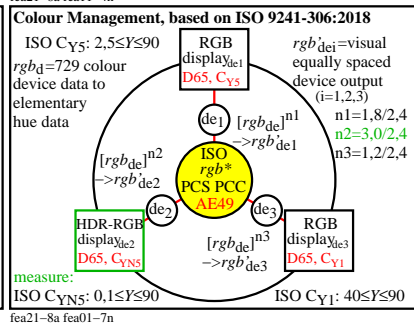 Colour Management, based on ISO 9241-306:2018
ISO CY5: 2,5≤Y≤90
rgbd=729 colour
device data to
elementary
hue data
RGB
displayde1
D65, CY5
rgb'dei=visual
equally spaced
device output
(i=1,2,3)
n1=1,8/2,4
n2=3,0/2,4
n3=1,2/2,4
de1
[rgbde]n1
–>rgb'de1
[rgbde]n2
–>rgb'de2
ISO
rgb*
PCS PCC
AE49
de2
de3
HDR-RGB
displayde2
D65, CYN5
[rgbde]n3
–>rgb'de3
RGB
displayde3
D65, CY1
measure:
ISO CYN5: 0,1≤Y≤90
ISO CY1: 40≤Y≤90
fea21-8a fea01-7n